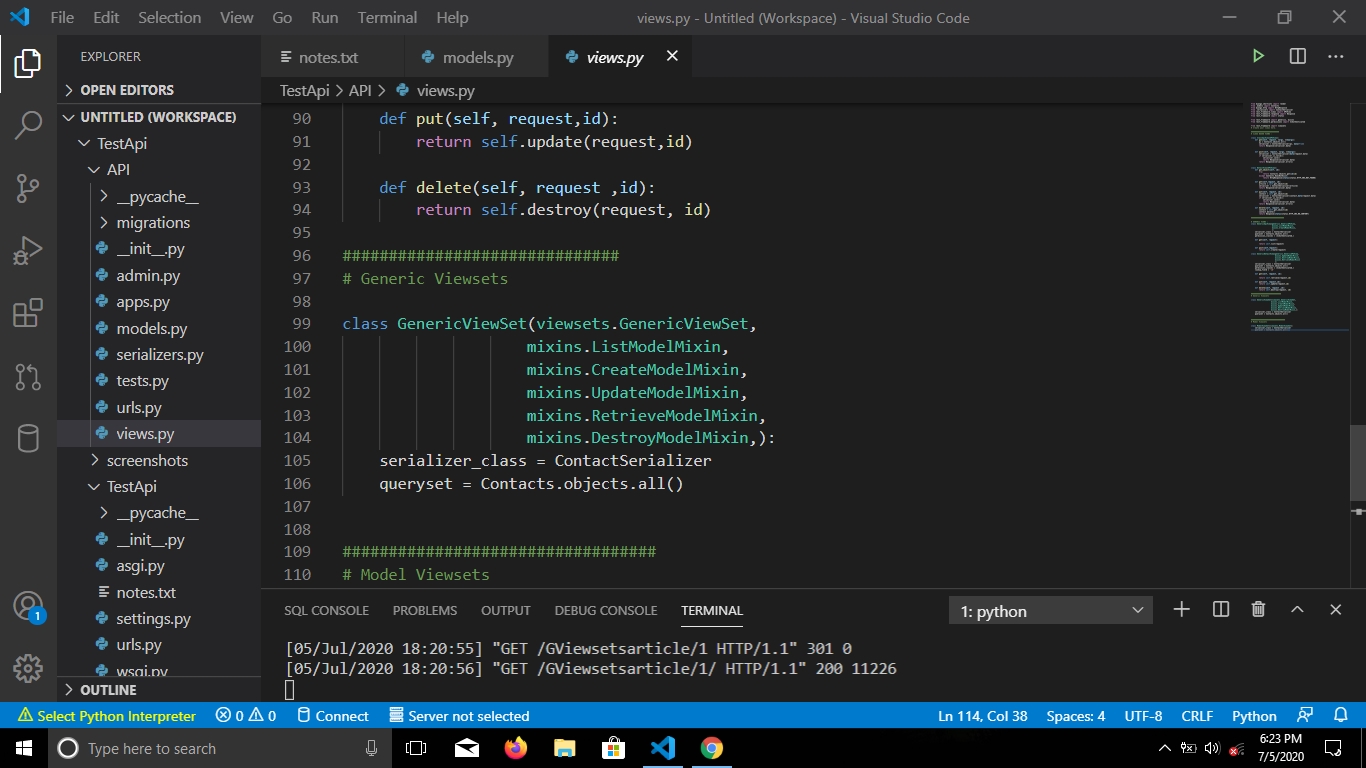 File Edit Selection View Go Run Terminal Help views.py - Untitled (Workspace) - Visual Studio Code
EXPLORER
OPEN EDITORS
UNTITLED (WORKSPACE)
TestApi
API
__pycache__
migrations
__init__.py
admin.py
apps.py
models.py
serializers.py
tests.py
urls.py
views.py
screenshots
TestApi
__pycache__
__init__.py
asgi.py
notes.txt
settings.py
urls.py
wsgi.py
OUTLINE
1
notes.txt models.py views.py
TestApi > API > views.py
90 def put(self, request,id):
91 return self.update(request,id)
92
93 def delete(self, request ,id):
94 return self.destroy(request, id)
95
96 ##############################
97 # Generic Viewsets
98
99 class GenericViewSet(viewsets.GenericViewSet,
100 mixins.ListModelMixin,
101 mixins.CreateModelMixin,
102 mixins.UpdateModelMixin,
103 mixins.RetrieveModelMixin,
104 mixins.DestroyModelMixin,):
105 serializer_class = ContactSerializer
106 queryset = Contacts.objects.all()
107
108
109 ##################################
110 # Model Viewsets
SQL CONSOLE PROBLEMS OUTPUT DEBUG CONSOLE TERMINAL 1: python
[05/Jul/2020 18:20:55] "GET /GViewsetsarticle/1 HTTP/1.1" 301 0
[05/Jul/2020 18:20:56] "GET /GViewsetsarticle/1/ HTTP/1.1" 200 11226
Select Python Interpreter 0 0 Connect Server not selected Ln 114, Col 38 Spaces: 4 UTF-8 CRLF Python
Type here to search
6:23 PM
7/5/2020